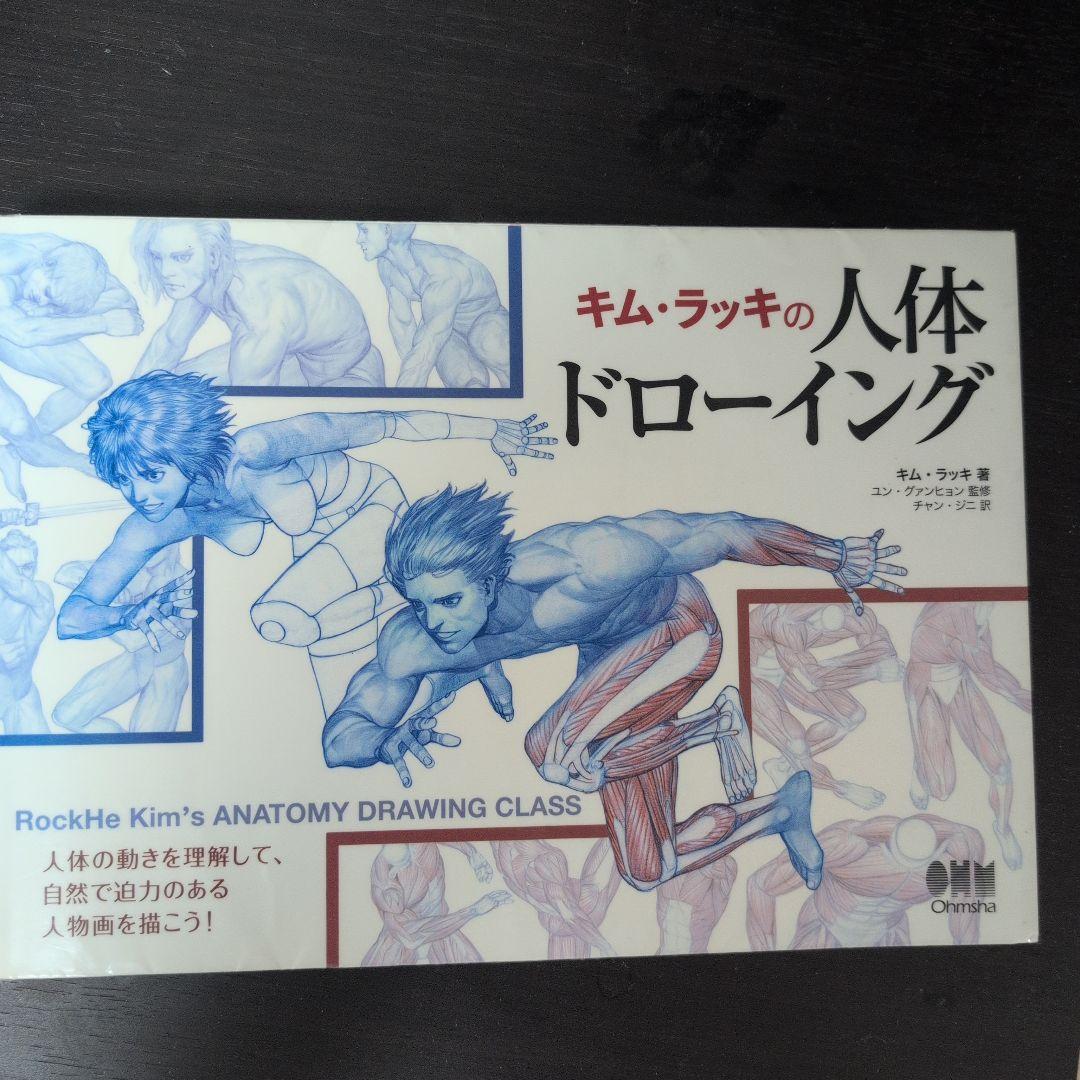 キム・ラッキの人体
ドローイング
キム・ラッキ 著
ユン・グァンヒョン 監修
チャン・ジニ 訳
RockHe Kim's ANATOMY DRAWING CLASS
人体の動きを理解して、
自然で迫力のある
人物画を描こう!
OHM
Ohmsha